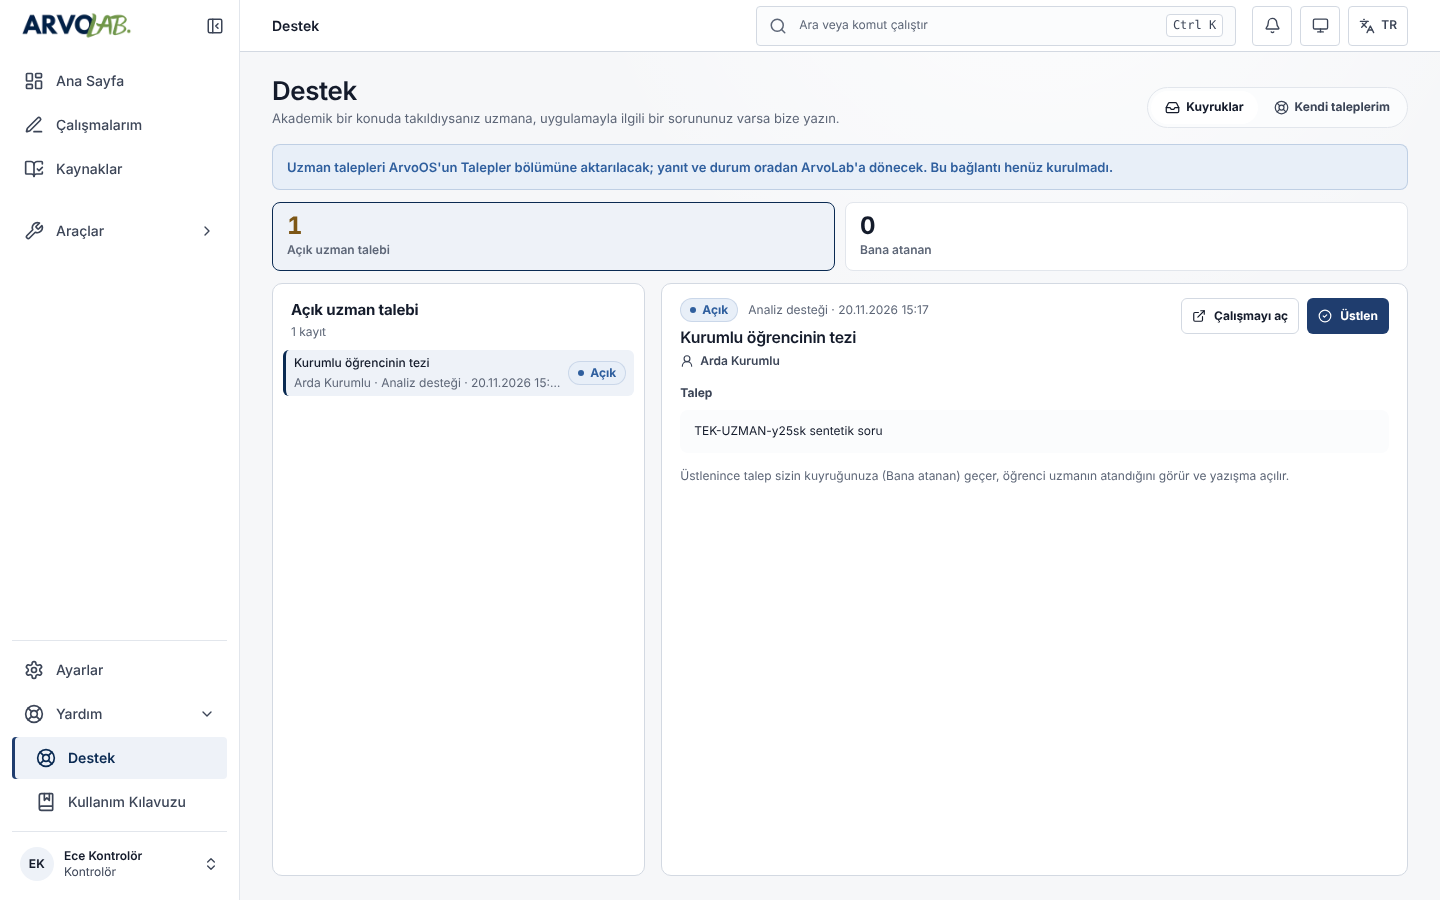 ARVOLAB.
Ana Sayfa
Çalışmalarım
Kaynaklar
Araçlar
Ayarlar
Yardım
Destek
Kullanım Kılavuzu
EK
Ece Kontrolör
Kontrolör
Destek
Ara veya komut çalıştır
Ctrl K
TR
Destek
Akademik bir konuda takıldıysanız uzmana, uygulamayla ilgili bir sorununuz varsa bize yazın.
Kuyruklar
Kendi taleplerim
Uzman talepleri ArvoOS'un Talepler bölümüne aktarılacak; yanıt ve durum oradan ArvoLab'a dönecek. Bu bağlantı henüz kurulmadı.
1
Açık uzman talebi
0
Bana atanan
Açık uzman talebi
1 kayıt
Kurumlu öğrencinin tezi
Arda Kurumlu · Analiz desteği · 20.11.2026 15:...
Açık
Açık
Analiz desteği · 20.11.2026 15:17
Kurumlu öğrencinin tezi
Arda Kurumlu
Çalışmayı aç
Üstlen
Talep
TEK-UZMAN-y25sk sentetik soru
Üstlenince talep sizin kuyruğunuza (Bana atanan) geçer, öğrenci uzmanın atandığını görür ve yazışma açılır.